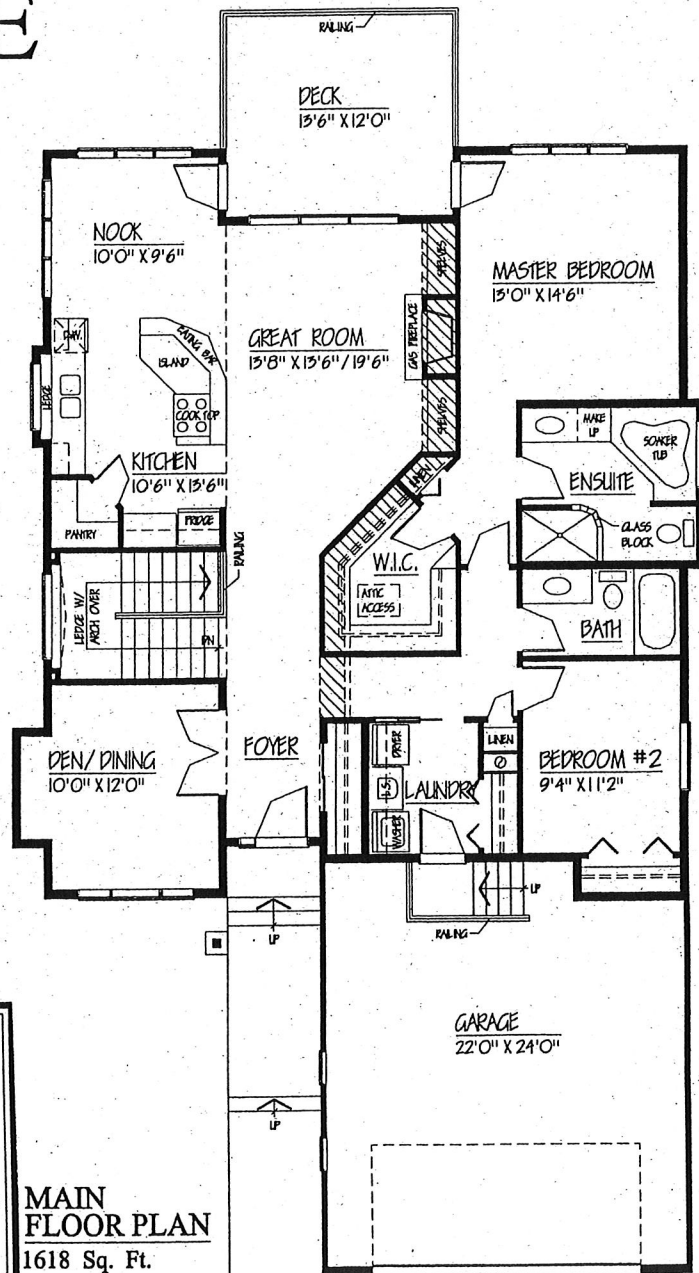 RAILING
DECK
13'6" X 12'0"
NOOK
10'0" X 9'6"
SHELVES
MASTER BEDROOM
13'0" X 14'6"
GREAT ROOM
13'8" X 13'6" / 19'6"
GAS FIREPLACE
D.W.
EATING BAR
ISLAND
LEDGE
COOK TOP
SHELVES
MAKE
UP
SOAKER
TUB
KITCHEN
10'6" X 13'6"
LINEN
ENSUITE
PANTRY
FRIDGE
GLASS
BLOCK
RAILING
W.I.C.
ATTIC
ACCESS
LEDGE W/
ARCH OVER
DN
BATH
DEN/DINING
10'0" X 12'0"
FOYER
DRYER
L.S.
WASHER
LAUNDRY
LINEN
BEDROOM #2
9'4" X 11'2"
UP
RAILING
UP
GARAGE
22'0" X 24'0"
UP
MAIN
FLOOR PLAN
1618 Sq. Ft.